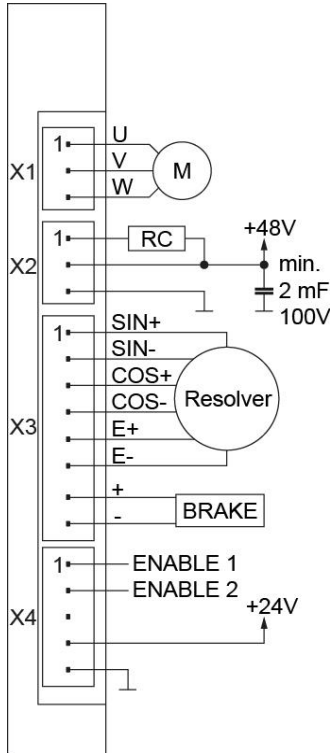 X1
1
U
V
W
M
X2
1
RC
+48V
min.
2 mF
100V
X3
1
SIN+
SIN-
COS+
COS-
E+
E-
Resolver
+
-
BRAKE
X4
1
ENABLE 1
ENABLE 2
+24V